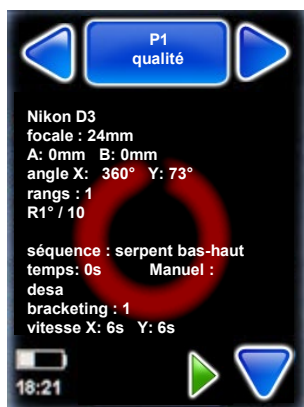 P1
qualité
Nikon D3
focale : 24mm
A: 0mm B: 0mm
angle X: 360° Y: 73°
rangs : 1
R1° / 10
séquence : serpent bas-haut
temps: 0s Manuel :
desa
bracketing : 1
vitesse X: 6s Y: 6s
18:21